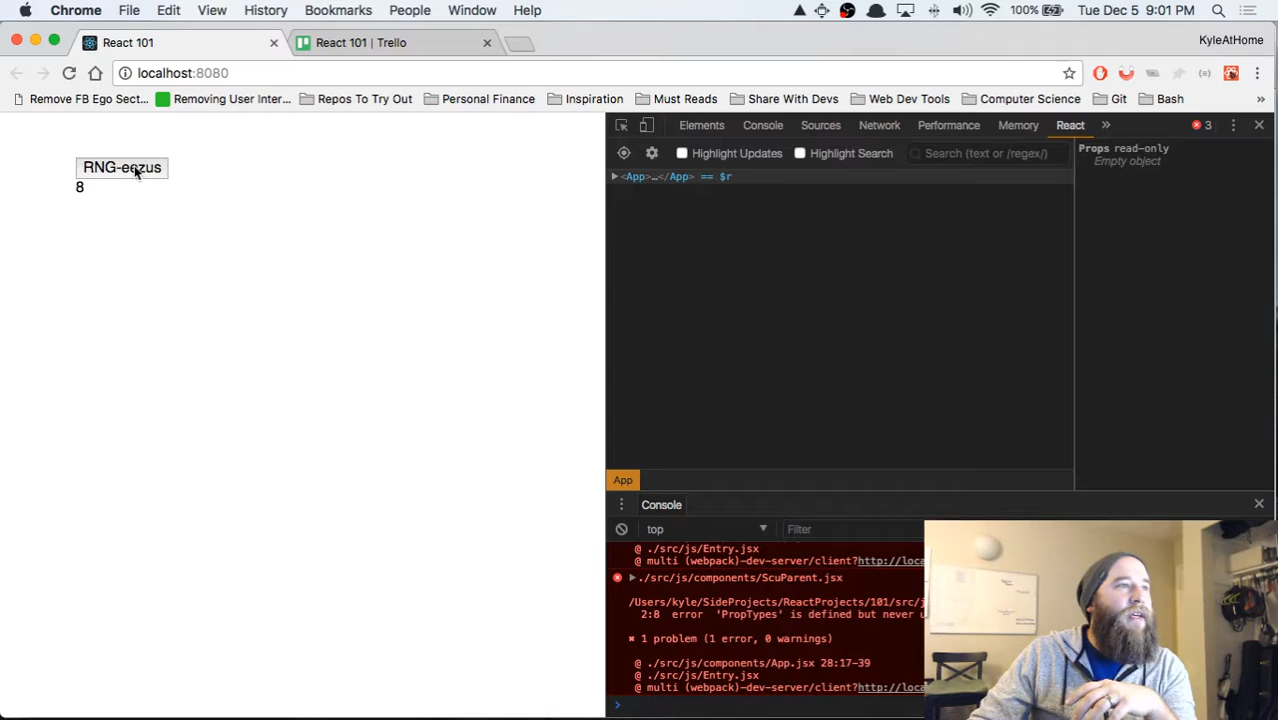 Chrome File Edit View History Bookmarks People Window Help 100% Tue Dec 5 9:01 PM
React 101 React 101 | Trello KyleAtHome
localhost:8080
Remove FB Ego Sect... Removing User Inter... Repos To Try Out Personal Finance Inspiration Must Reads Share With Devs Web Dev Tools Computer Science Git Bash »
Elements Console Sources Network Performance Memory React » 3
Highlight Updates Highlight Search Search (text or /regex/)
Props read-only
Empty object
<App>…</App> == $r
RNG-eezus
8
App
Console
top Filter
@ ./src/js/Entry.jsx
@ multi (webpack)-dev-server/client?http://loca
./src/js/components/ScuParent.jsx
/Users/kyle/SideProjects/ReactProjects/101/src/j
2:8 error 'PropTypes' is defined but never u
✖ 1 problem (1 error, 0 warnings)
@ ./src/js/components/App.jsx 28:17-39
@ ./src/js/Entry.jsx
@ multi (webpack)-dev-server/client?http://loca
>